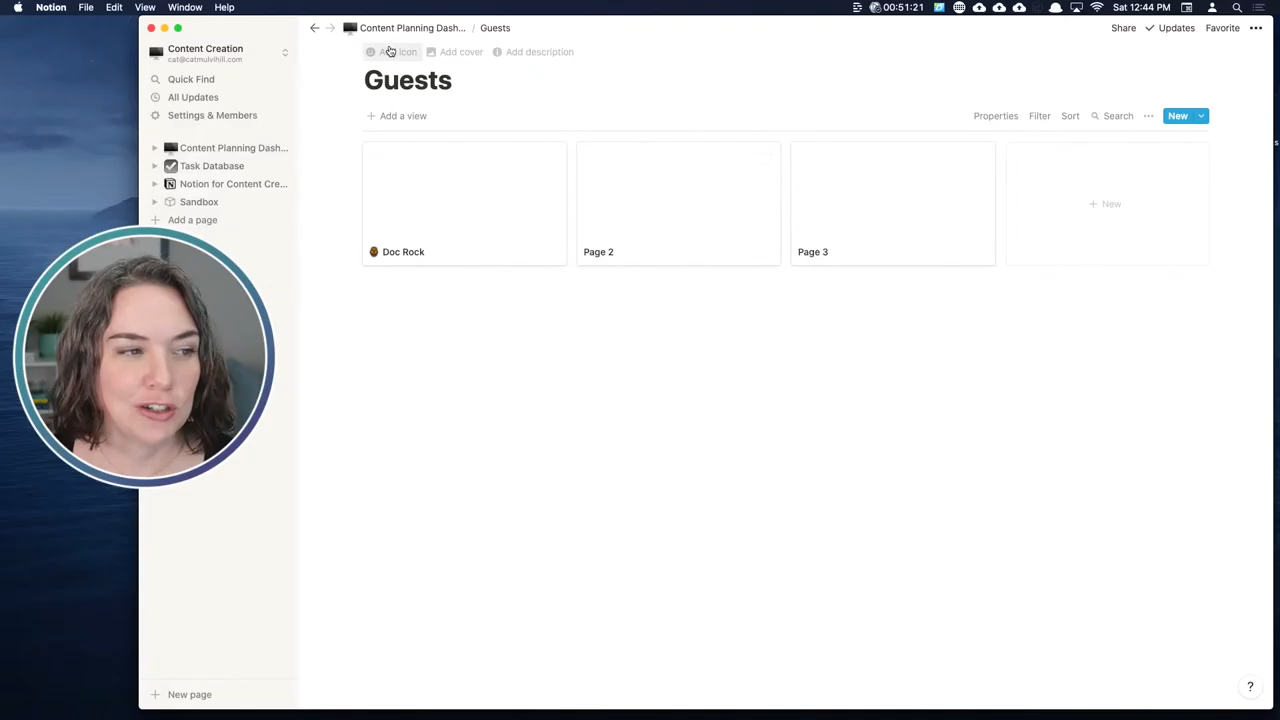 Notion File Edit View Window Help
00:51:21 Sat 12:44 PM
Content Planning Dash... / Guests
Share Updates Favorite
Content Creation
cat@catmulvihill.com
Quick Find
All Updates
Settings & Members
Content Planning Dash...
Task Database
Notion for Content Cre...
Sandbox
Add a page
New page
Add cover Add description
Guests
Add a view
Properties Filter Sort Search New
Doc Rock
Page 2
Page 3
New
?